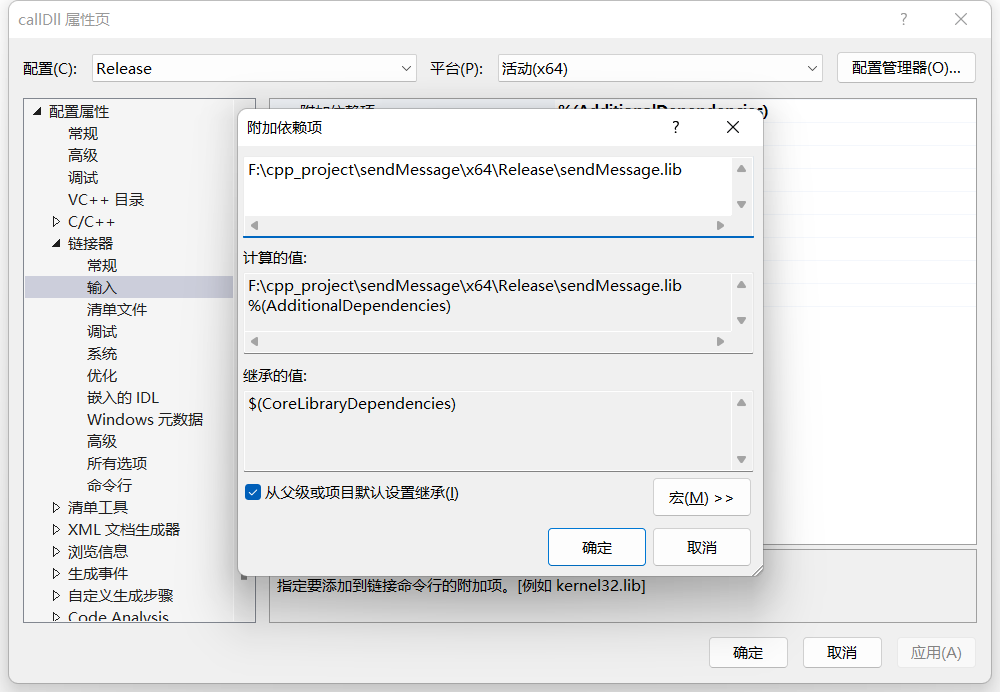 callDll 属性页
配置(C): Release 平台(P): 活动(x64) 配置管理器(O)...
配置属性
常规
高级
调试
VC++ 目录
C/C++
链接器
常规
输入
清单文件
调试
系统
优化
嵌入的 IDL
Windows 元数据
高级
所有选项
命令行
清单工具
XML 文档生成器
浏览信息
生成事件
自定义生成步骤
Code Analysis
附加依赖项 %(AdditionalDependencies)
附加依赖项
F:\cpp_project\sendMessage\x64\Release\sendMessage.lib
计算的值:
F:\cpp_project\sendMessage\x64\Release\sendMessage.lib
%(AdditionalDependencies)
继承的值:
$(CoreLibraryDependencies)
从父级或项目默认设置继承(I)
宏(M) >>
确定 取消
指定要添加到链接命令行的附加项。[例如 kernel32.lib]
确定 取消 应用(A)